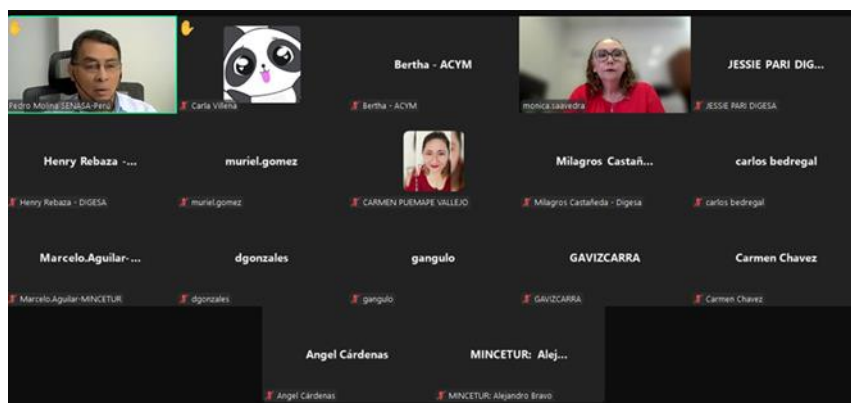 Pedro Molina SENASA-Perú
Carla Villena
Bertha - ACYM
Bertha - ACYM
monica.saavedra
JESSIE PARI DIG...
JESSIE PARI DIGESA
Henry Rebaza -...
Henry Rebaza - DIGESA
muriel.gomez
muriel.gomez
CARMEN PUEMAPE VALLEJO
Milagros Castañ...
Milagros Castañeda - Digesa
carlos bedregal
carlos bedregal
Marcelo.Aguilar-...
Marcelo.Aguilar-MINCETUR
dgonzales
dgonzales
gangulo
gangulo
GAVIZCARRA
GAVIZCARRA
Carmen Chavez
Carmen Chavez
Angel Cárdenas
Angel Cárdenas
MINCETUR: Alej...
MINCETUR: Alejandro Bravo